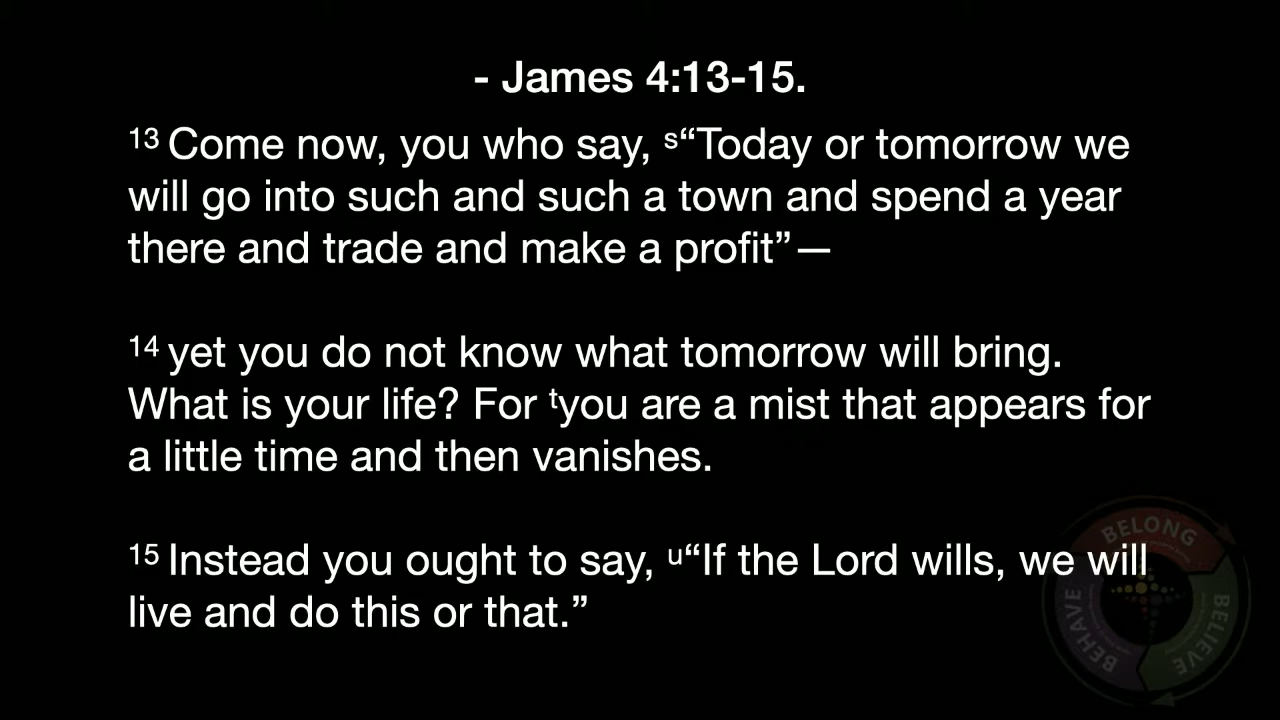 - James 4:13-15.
13 Come now, you who say, s“Today or tomorrow we
will go into such and such a town and spend a year
there and trade and make a profit”—
14 yet you do not know what tomorrow will bring.
What is your life? For tyou are a mist that appears for
a little time and then vanishes.
15 Instead you ought to say, u“If the Lord wills, we will
live and do this or that.”
BELONG
BELIEVE
BEHAVE